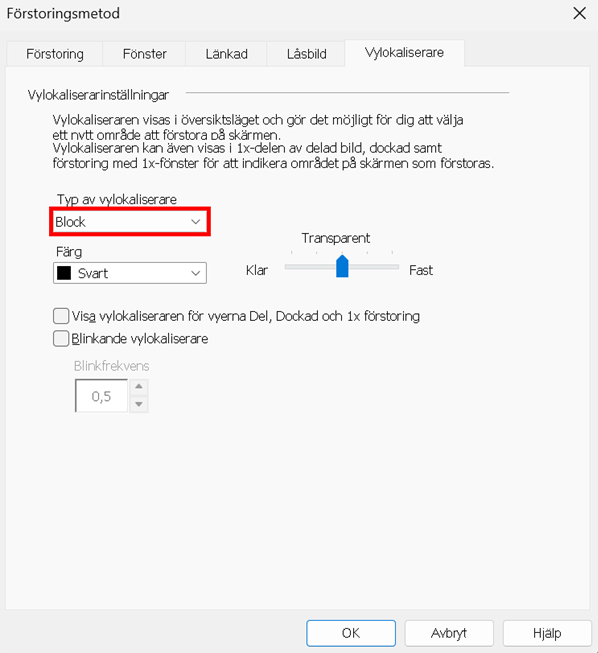 Förstoringsmetod
Förstoring
Fönster
Länkad
Låsbild
Vylokaliserare
Vylokaliserarinställningar
Vylokaliseraren visas i översiktsläget och gör det möjligt för dig att välja
ett nytt område att förstora på skärmen.
Vylokaliseraren kan även visas i 1x-delen av delad bild, dockad samt
förstoring med 1x-fönster för att indikera området på skärmen som förstoras.
Typ av vylokaliserare
Block
Transparent
Färg
Klar
Fast
Svart
Visa vylokaliseraren för vyerna Del, Dockad och 1x förstoring
Blinkande vylokaliserare
Blinkfrekvens
0,5
OK
Avbryt
Hjälp